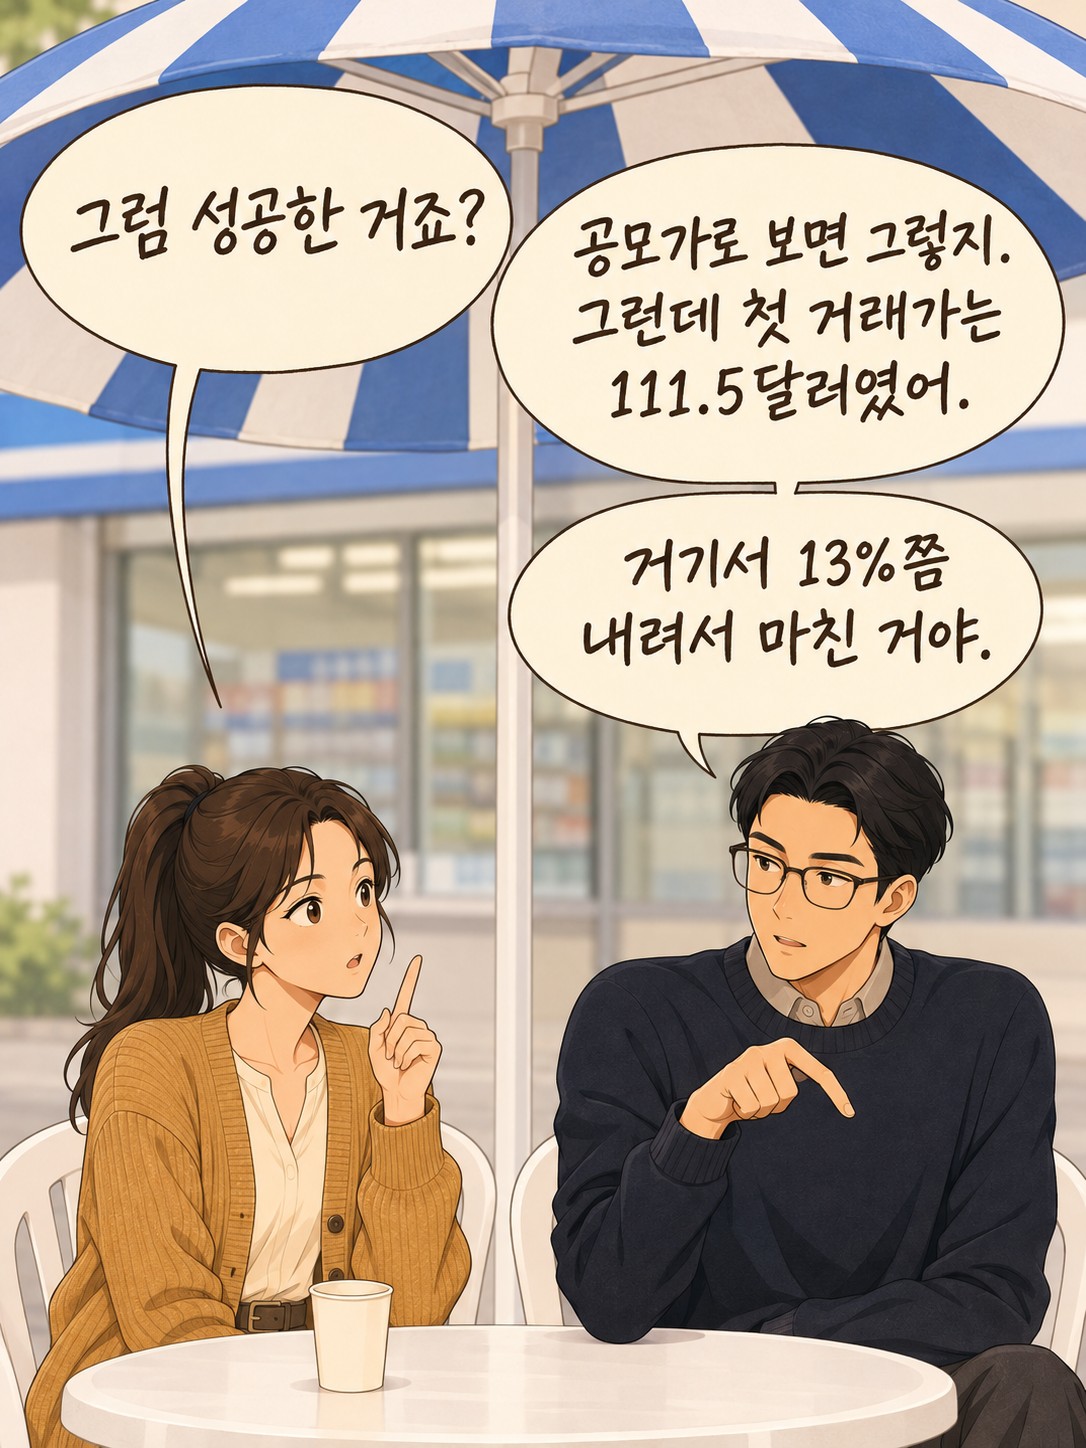 그럼 성공한 거죠?
공모가로 보면 그렇지.
그런데 첫 거래가는
111.5달러였어.
거기서 13%쯤
내려서 마친 거야.